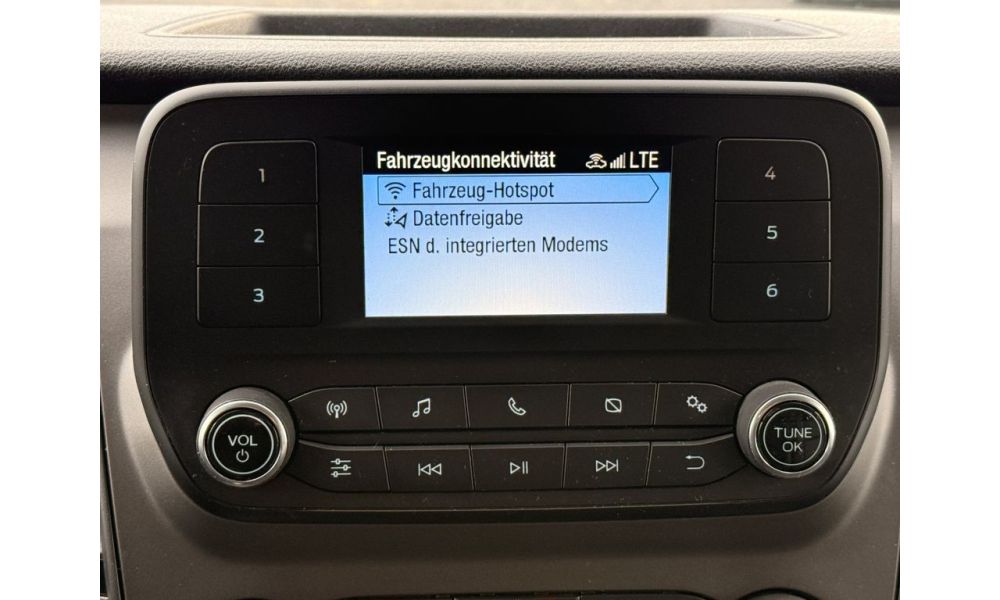 Fahrzeugkonnektivität LTE
Fahrzeug-Hotspot
Datenfreigabe
ESN d. integrierten Modems
1
2
3
4
5
6
VOL
TUNE
OK